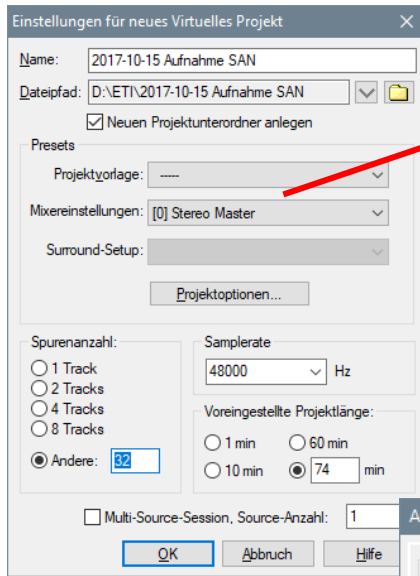 Einstellungen für neues Virtuelles Projekt
Name: 2017-10-15 Aufnahme SAN
Dateipfad: D:\ETI\2017-10-15 Aufnahme SAN
Neuen Projektunterordner anlegen
Presets
Projektvorlage: -----
Mixereinstellungen: [0] Stereo Master
Surround-Setup:
Projektoptionen...
Spurenanzahl:
1 Track
2 Tracks
4 Tracks
8 Tracks
Andere: 32
Samplerate
48000 Hz
Voreingestellte Projektlänge:
1 min 60 min
10 min 74 min
Multi-Source-Session, Source-Anzahl: 1
A
OK Abbruch Hilfe